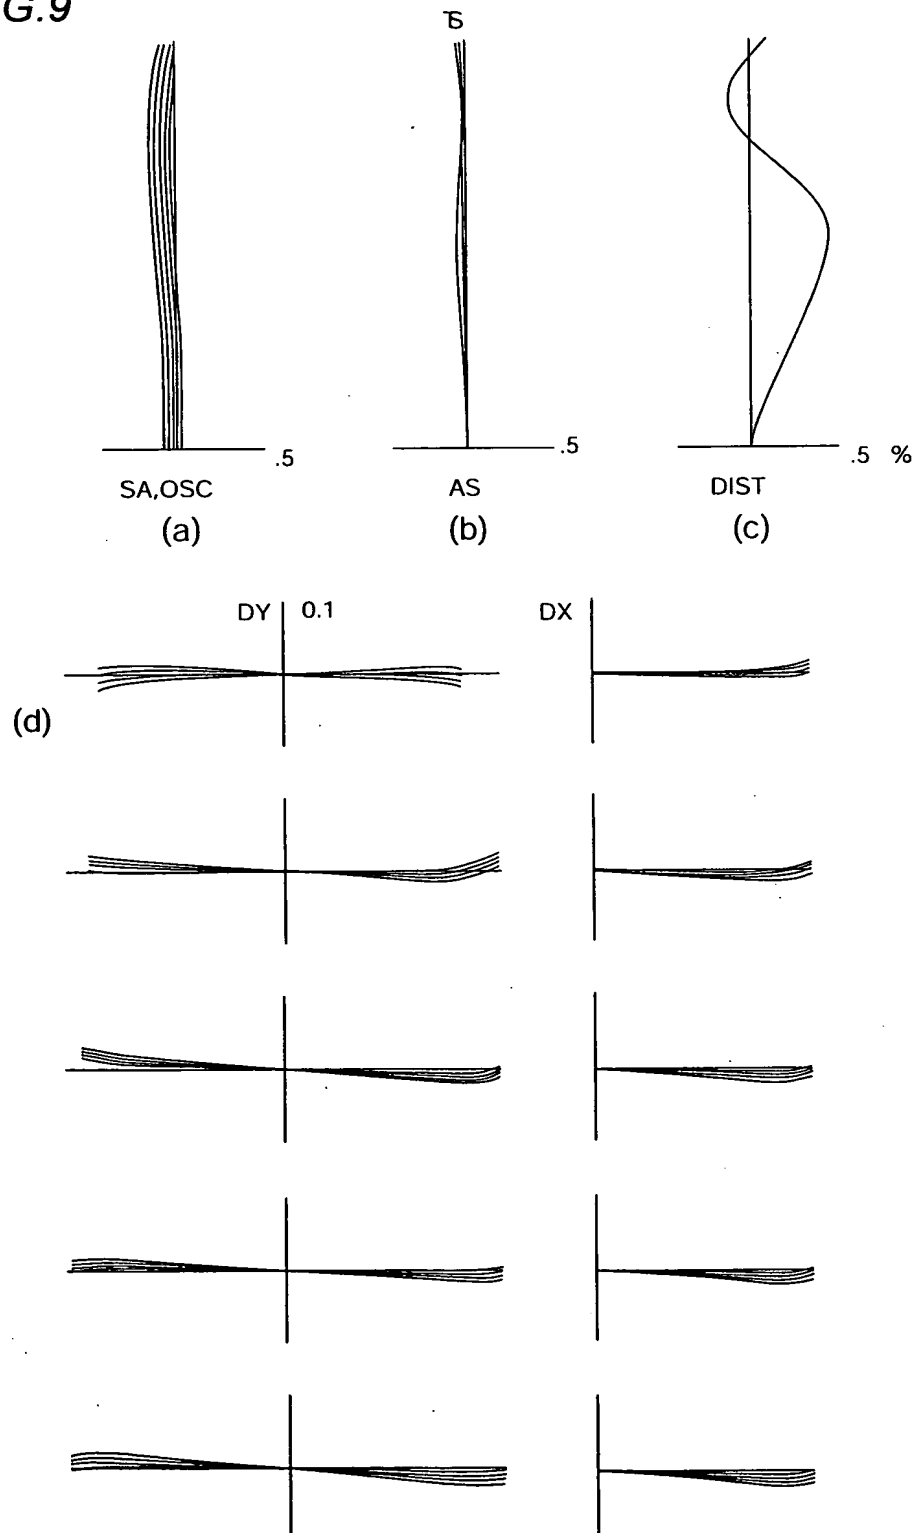 G.9
TS
.5
.5
.5 %
SA,OSC
AS
DIST
(a)
(b)
(c)
DY 0.1
DX
(d)